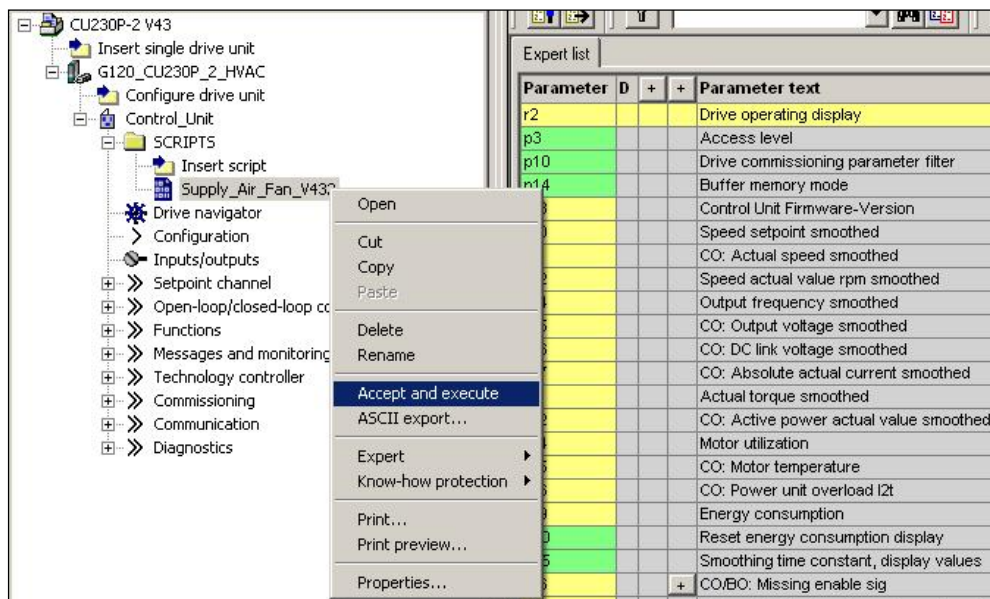 CU230P-2 V43
Insert single drive unit
G120_CU230P_2_HVAC
Configure drive unit
Control_Unit
SCRIPTS
Insert script
Supply_Air_Fan_V432
Drive navigator
Configuration
Inputs/outputs
Setpoint channel
Open-loop/closed-loop co
Functions
Messages and monitoring
Technology controller
Commissioning
Communication
Diagnostics
Open
Cut
Copy
Paste
Delete
Rename
Accept and execute
ASCII export...
Expert
Know-how protection
Print...
Print preview...
Properties...
Expert list
Parameter D + + Parameter text
r2 Drive operating display
p3 Access level
p10 Drive commissioning parameter filter
p14 Buffer memory mode
Control Unit Firmware-Version
Speed setpoint smoothed
CO: Actual speed smoothed
Speed actual value rpm smoothed
Output frequency smoothed
CO: Output voltage smoothed
CO: DC link voltage smoothed
CO: Absolute actual current smoothed
Actual torque smoothed
CO: Active power actual value smoothed
Motor utilization
CO: Motor temperature
CO: Power unit overload I2t
Energy consumption
Reset energy consumption display
Smoothing time constant, display values
+ CO/BO: Missing enable sig